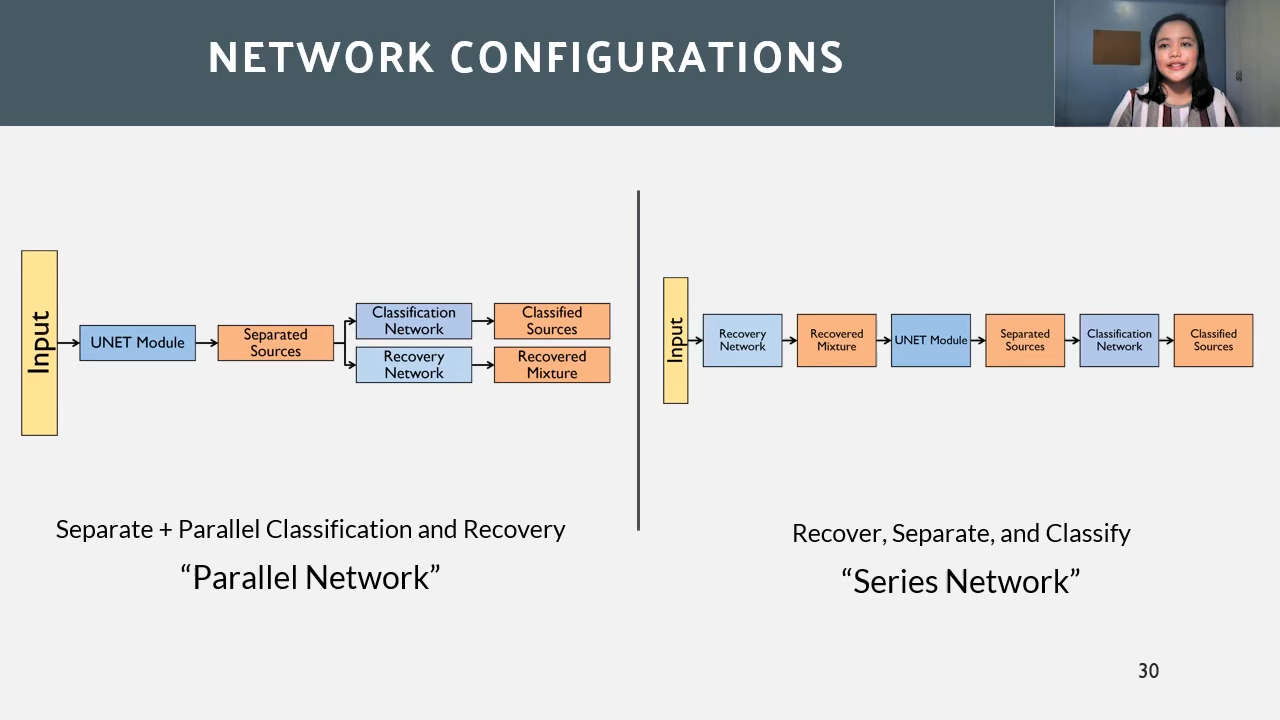 NETWORK CONFIGURATIONS
Input
UNET Module
Separated
Sources
Classification
Network
Classified
Sources
Recovery
Network
Recovered
Mixture
Separate + Parallel Classification and Recovery
“Parallel Network”
Input
Recovery
Network
Recovered
Mixture
UNET Module
Separated
Sources
Classification
Network
Classified
Sources
Recover, Separate, and Classify
“Series Network”
30